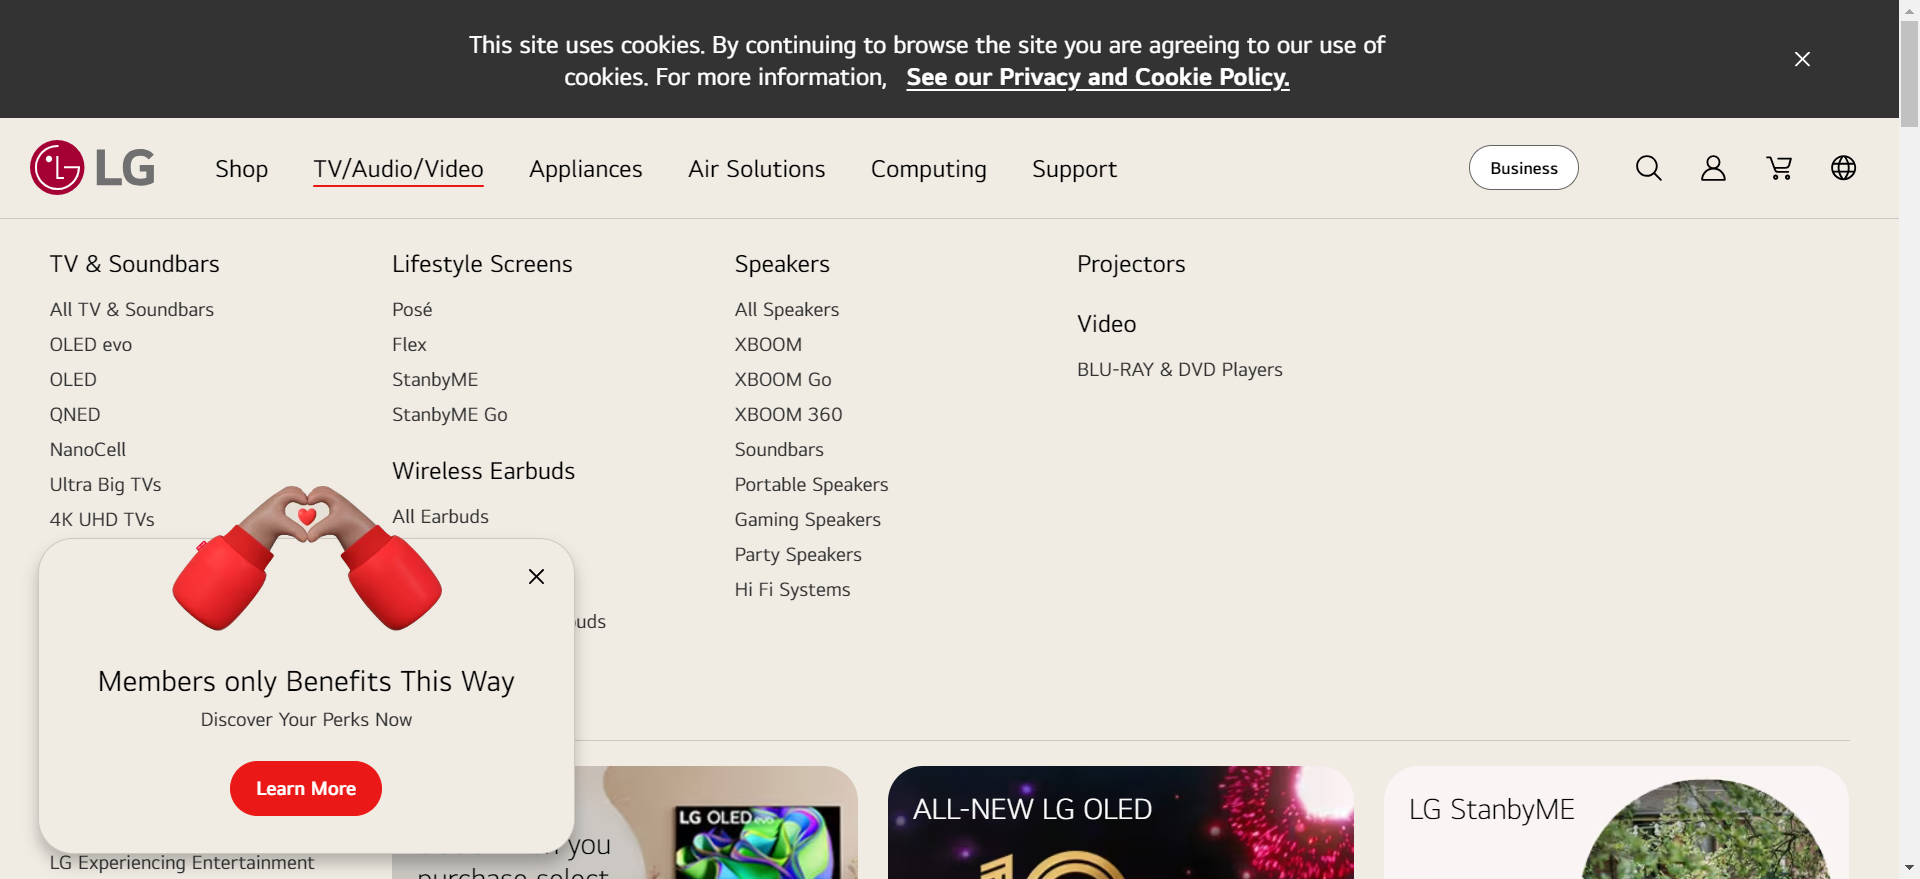 This site uses cookies. By continuing to browse the site you are agreeing to our use of
cookies. For more information, See our Privacy and Cookie Policy.
LG
Shop
TV/Audio/Video
Appliances
Air Solutions
Computing
Support
Business
TV & Soundbars
All TV & Soundbars
OLED evo
OLED
QNED
NanoCell
Ultra Big TVs
4K UHD TVs
Lifestyle Screens
Posé
Flex
StanbyME
StanbyME Go
Wireless Earbuds
All Earbuds
Speakers
All Speakers
XBOOM
XBOOM Go
XBOOM 360
Soundbars
Portable Speakers
Gaming Speakers
Party Speakers
Hi Fi Systems
Projectors
Video
BLU-RAY & DVD Players
Members only Benefits This Way
Discover Your Perks Now
Learn More
LG Experiencing Entertainment
you
purchase select
LG OLED evo
ALL-NEW LG OLED
10
LG StanbyME